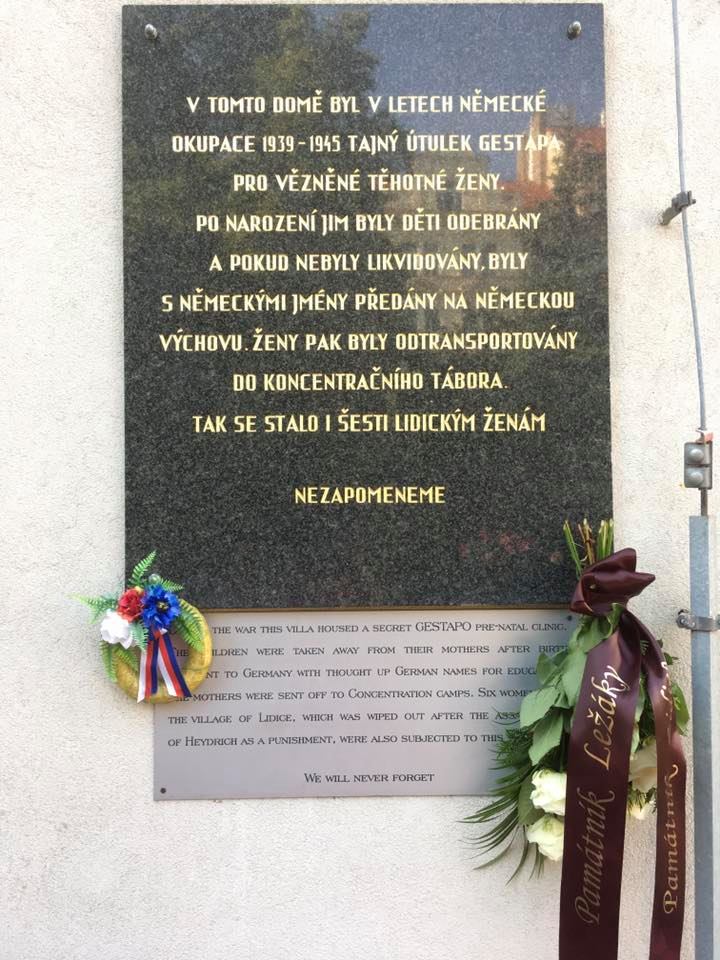 V TOMTO DOMĚ BYL V LETECH NĚMECKÉ
OKUPACE 1939-1945 TAJNÝ ÚTULEK GESTAPA
PRO VĚZNĚNÉ TĚHOTNÉ ŽENY.
PO NAROZENÍ JIM BYLY DĚTI ODEBRÁNY
A POKUD NEBYLY LIKVIDOVÁNY, BYLY
S NĚMECKÝMI JMÉNY PŘEDÁNY NA NĚMECKOU
VÝCHOVU. ŽENY PAK BYLY ODTRANSPORTOVÁNY
DO KONCENTRAČNÍHO TÁBORA.
TAK SE STALO I ŠESTI LIDICKÝM ŽENÁM
NEZAPOMENEME
THE WAR THIS VILLA HOUSED A SECRET GESTAPO PRE-NATAL CLINIC.
WERE TAKEN AWAY FROM THEIR MOTHERS AFTER
TO GERMANY WITH THOUGHT UP GERMAN NAMES FOR
MOTHERS WERE SENT OFF TO CONCENTRATION CAMPS. SIX
THE VILLAGE OF LIDICE, WHICH WAS WIPED OUT AFTER THE
OF HEYDRICH AS A PUNISHMENT, WERE ALSO SUBJECTED TO THIS
WE WILL NEVER FORGET
Památník Ležáky
Památník